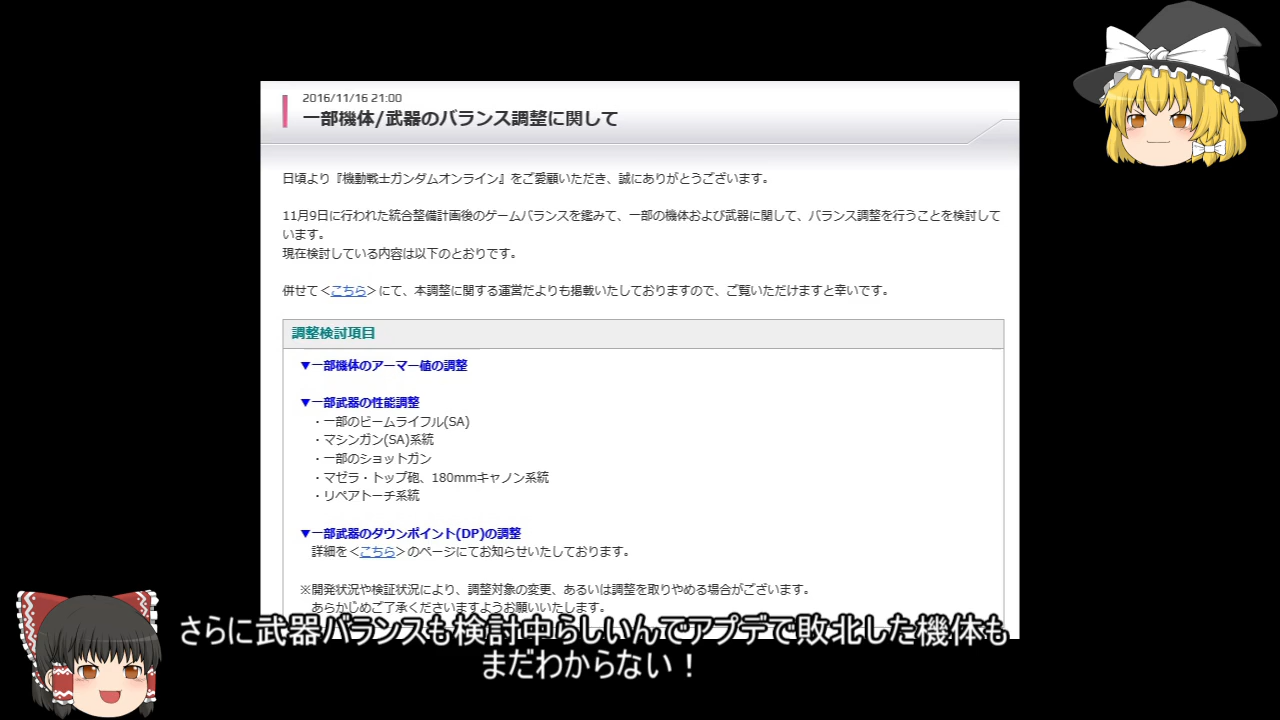 2016/11/16 21:00
一部機体/武器のバランス調整に関して
日頃より『機動戦士ガンダムオンライン』をご愛顧いただき、誠にありがとうございます。
11月9日に行われた統合整備計画後のゲームバランスを鑑みて、一部の機体および武器に関して、バランス調整を行うことを検討して
います。
現在検討している内容は以下のとおりです。
併せて<こちら>にて、本調整に関する運営だよりも掲載いたしておりますので、ご覧いただけますと幸いです。
調整検討項目
▼一部機体のアーマー値の調整
▼一部武器の性能調整
・一部のビームライフル(SA)
・マシンガン(SA)系統
・一部のショットガン
・マゼラ・トップ砲、180mmキャノン系統
・リペアトーチ系統
▼一部武器のダウンポイント(DP)の調整
詳細を<こちら>のページにてお知らせいたしております。
※開発状況や検証状況により、調整対象の変更、あるいは調整を取りやめる場合がございます。
あらかじめご了承くださいますようお願いいたします。
さらに武器バランスも検討中らしいんでアプデで敗北した機体も
まだわからない！